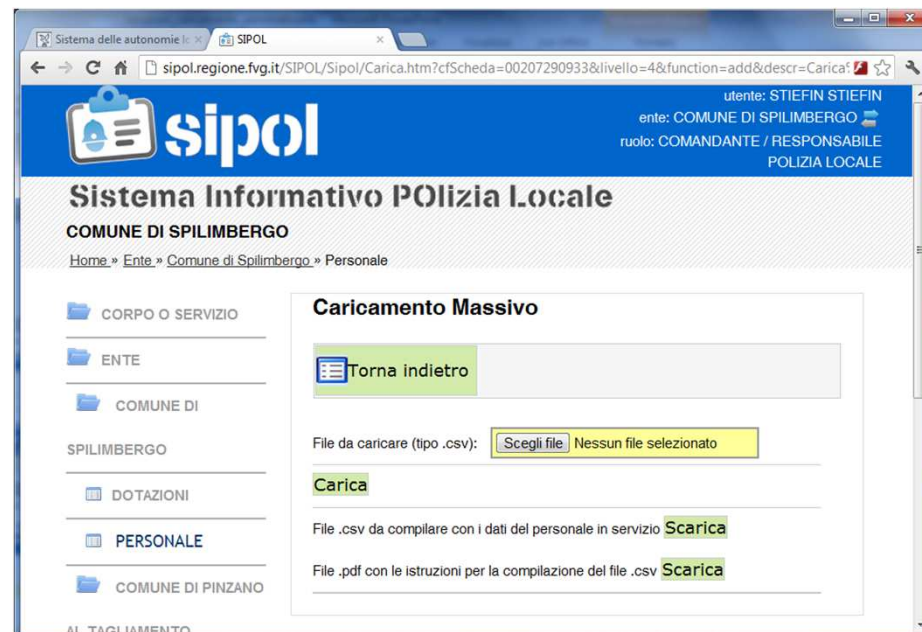 Sistema delle autonomie lo
SIPOL
sipol.regione.fvg.it/SIPOL/Sipol/Carica.htm?cfScheda=00207290933&livello=4&function=add&descr=Carica
sipol
utente: STIEFIN STIEFIN
ente: COMUNE DI SPILIMBERGO
ruolo: COMANDANTE / RESPONSABILE
POLIZIA LOCALE
Sistema Informativo POlizia Locale
COMUNE DI SPILIMBERGO
Home » Ente » Comune di Spilimbergo » Personale
CORPO O SERVIZIO
ENTE
COMUNE DI
SPILIMBERGO
DOTAZIONI
PERSONALE
COMUNE DI PINZANO
AL TAGLIAMENTO
Caricamento Massivo
Torna indietro
File da caricare (tipo .csv): Scegli file Nessun file selezionato
Carica
File .csv da compilare con i dati del personale in servizio Scarica
File .pdf con le istruzioni per la compilazione del file .csv Scarica